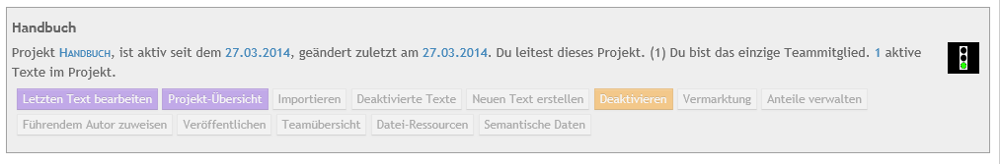 Handbuch
Projekt Handbuch, ist aktiv seit dem 27.03.2014, geändert zuletzt am 27.03.2014. Du leitest dieses Projekt. (1) Du bist das einzige Teammitglied. 1 aktive
Texte im Projekt.
Letzten Text bearbeiten Projekt-Übersicht Importieren Deaktivierte Texte Neuen Text erstellen Deaktivieren Vermarktung Anteile verwalten
Führendem Autor zuweisen Veröffentlichen Teamübersicht Datei-Ressourcen Semantische Daten